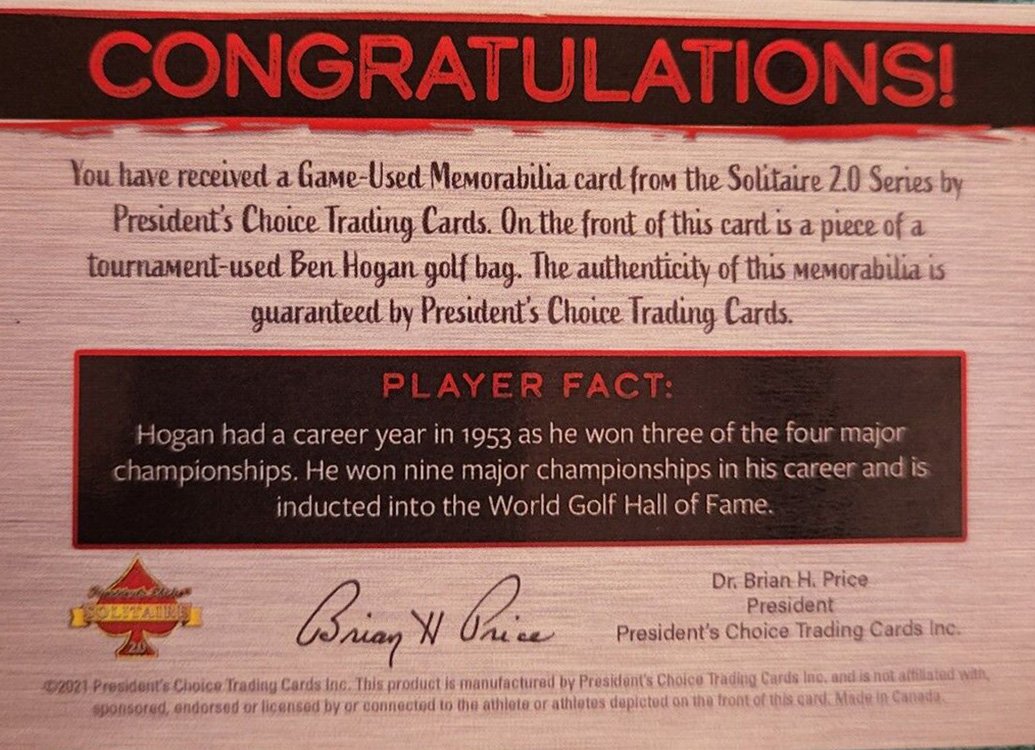 CONGRATULATIONS!
You have received a Game-Used Memorabilia card from the Solitaire 2.0 Series by
President's Choice Trading Cards. On the front of this card is a piece of a
tournament-used Ben Hogan golf bag. The authenticity of this memorabilia is
guaranteed by President's Choice Trading Cards.
PLAYER FACT:
Hogan had a career year in 1953 as he won three of the four major
championships. He won nine major championships in his career and is
inducted into the World Golf Hall of Fame.
President's Choice
SOLITAIRE
2.0
Brian H Price
Dr. Brian H. Price
President
President's Choice Trading Cards Inc.
©2021 President's Choice Trading Cards Inc. This product is manufactured by President's Choice Trading Cards Inc. and is not affiliated with,
sponsored, endorsed or licensed by or connected to the athlete or athletes depicted on the front of this card. Made in Canada.